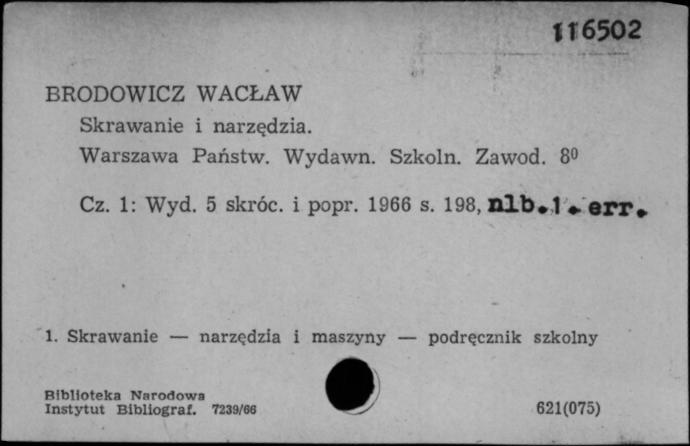 116502
BRODOWICZ WACŁAW
Skrawanie i narzędzia.
Warszawa Państw. Wydawn. Szkoln. Zawod. 8⁰
Cz. 1: Wyd. 5 skróc. i popr. 1966 s. 198, nlb.1. err.
1. Skrawanie — narzędzia i maszyny — podręcznik szkolny
Biblioteka Narodowa
Instytut Bibliograf. 7239/66 621(075)